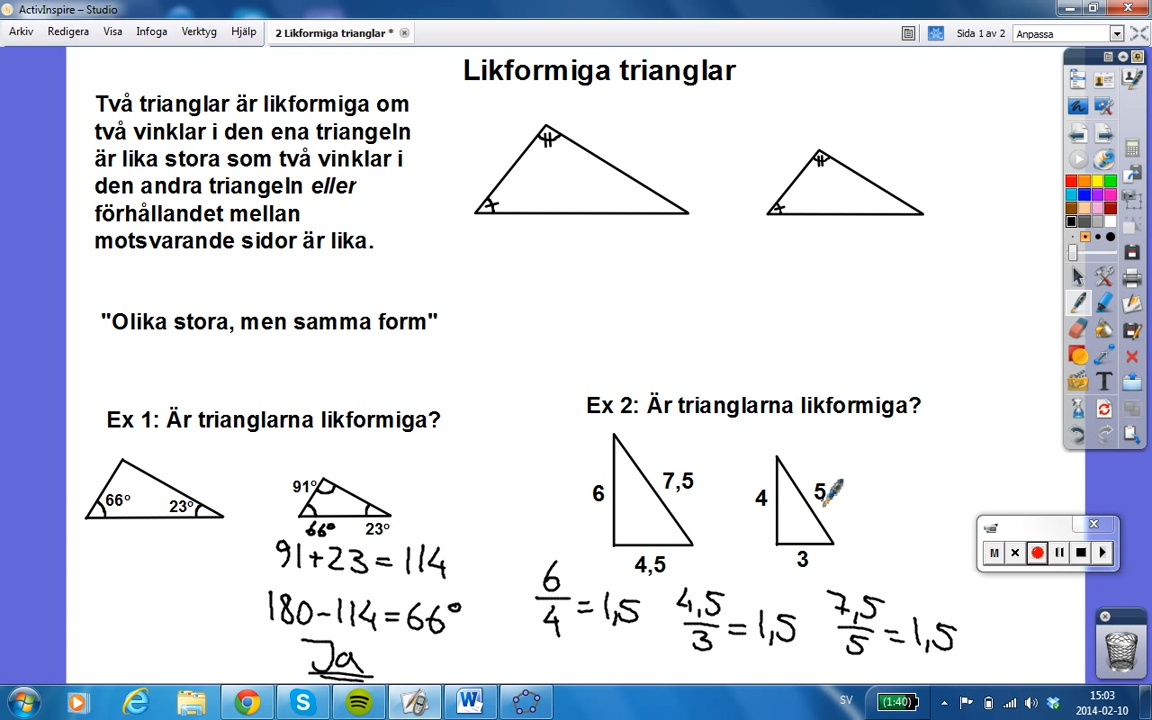 ActivInspire – Studio
Arkiv Redigera Visa Infoga Verktyg Hjälp 2 Likformiga trianglar * Sida 1 av 2 Anpassa
Likformiga trianglar
Två trianglar är likformiga om
två vinklar i den ena triangeln
är lika stora som två vinklar i
den andra triangeln eller
förhållandet mellan
motsvarande sidor är lika.
"Olika stora, men samma form"
Ex 1: Är trianglarna likformiga?
66° 23°
91°
66° 23°
91+23=114
180-114=66°
Ja
Ex 2: Är trianglarna likformiga?
6 7,5
4,5
4 5
3
6/4=1,5 4,5/3=1,5 7,5/5=1,5
M
T
SV (1:40) 15:03
2014-02-10